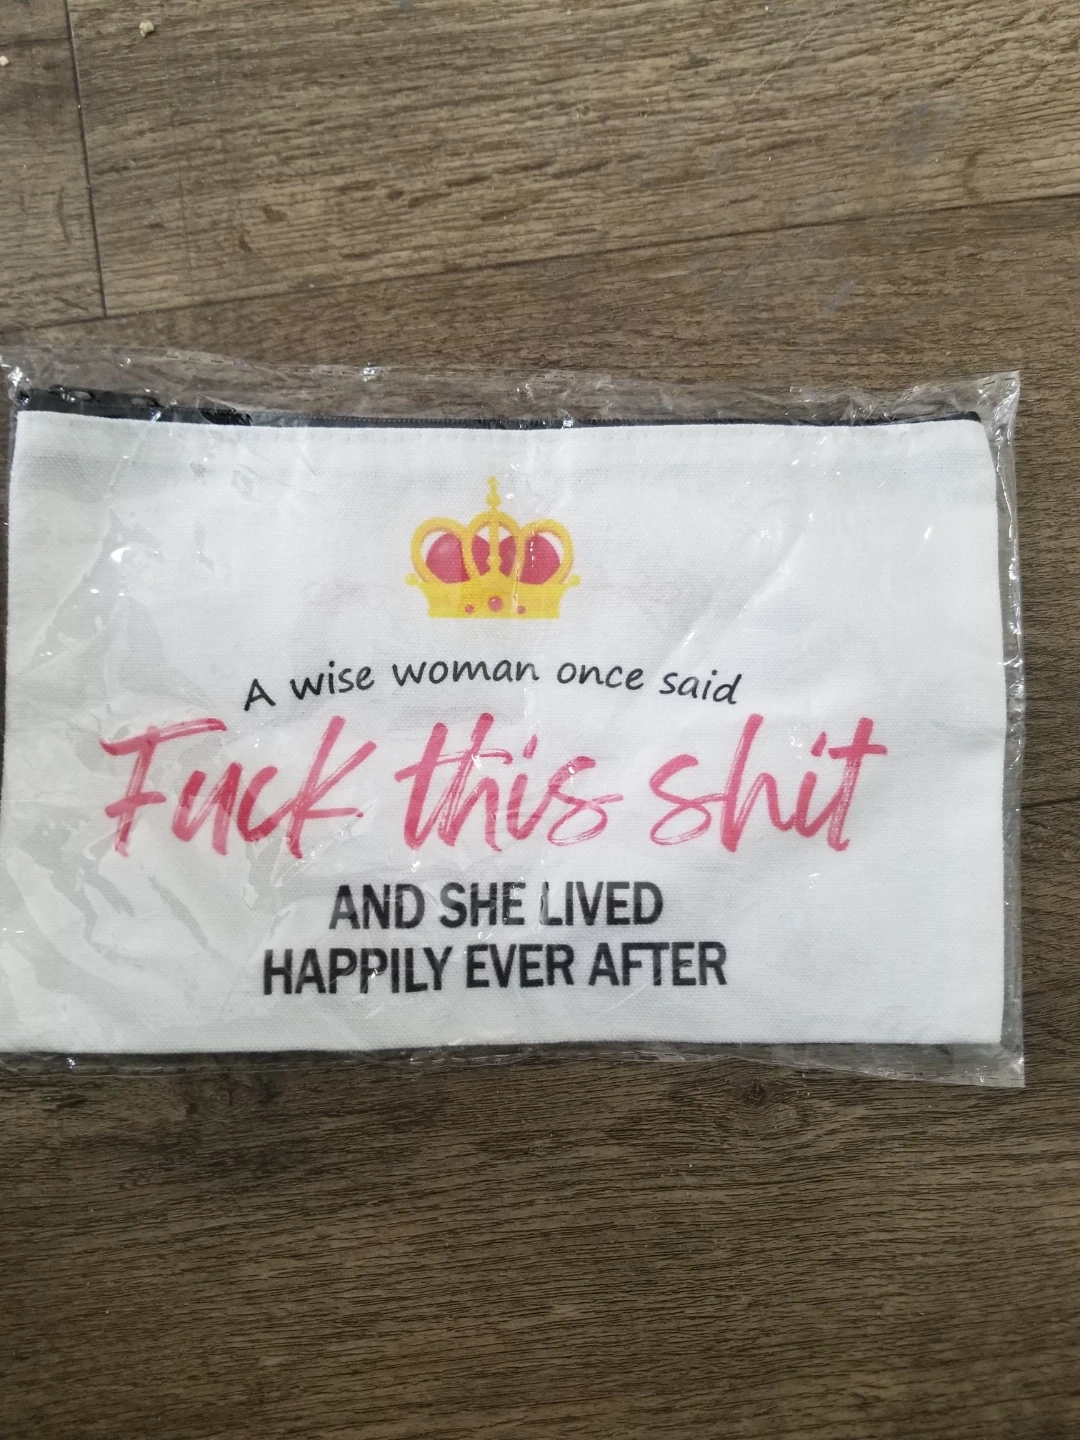 A wise woman once said
Fuck this shit
AND SHE LIVED
HAPPILY EVER AFTER